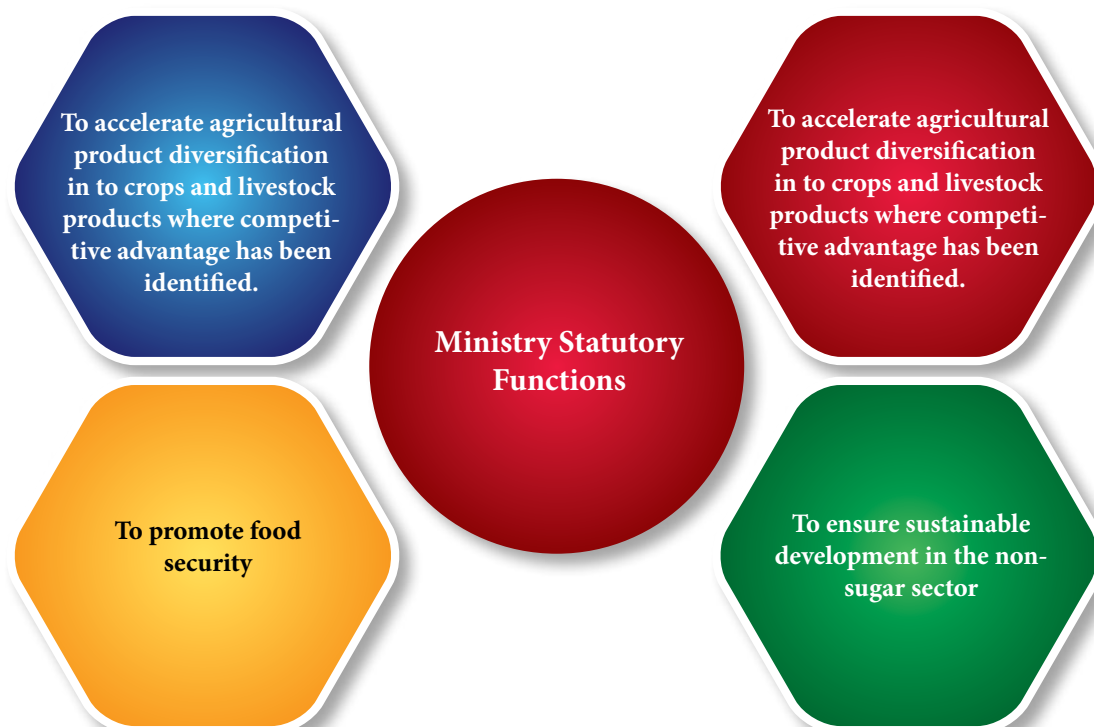 To accelerate agricultural
product diversification
in to crops and livestock
products where competi-
tive advantage has been
identified.
To accelerate agricultural
product diversification
in to crops and livestock
products where competi-
tive advantage has been
identified.
Ministry Statutory
Functions
To promote food
security
To ensure sustainable
development in the non-
sugar sector